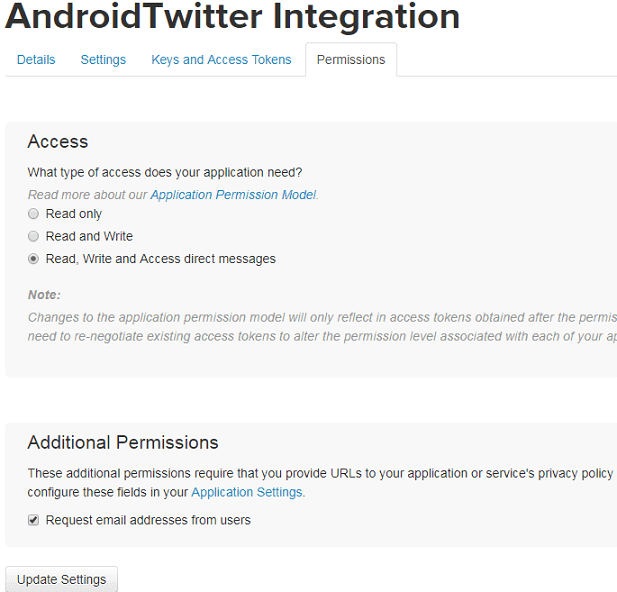 AndroidTwitter Integration
Details Settings Keys and Access Tokens Permissions
Access
What type of access does your application need?
Read more about our Application Permission Model.
Read only
Read and Write
Read, Write and Access direct messages
Note:
Changes to the application permission model will only reflect in access tokens obtained after the
need to re-negotiate existing access tokens to alter the permission level associated with each of your
Additional Permissions
These additional permissions require that you provide URLs to your application or service's privacy policy
configure these fields in your Application Settings.
Request email addresses from users
Update Settings